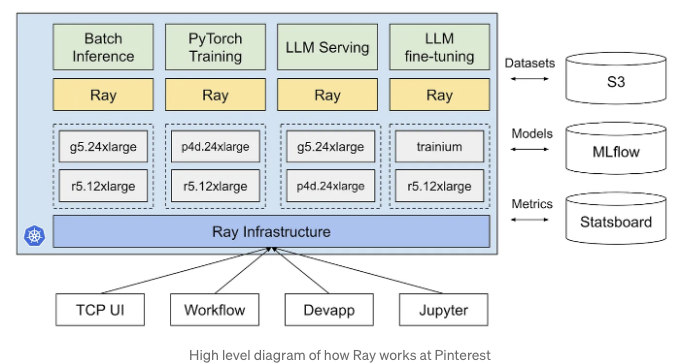 Batch
Inference
PyTorch
Training
LLM Serving
LLM
fine-tuning
Ray
Ray
Ray
Ray
g5.24xlarge
p4d.24xlarge
g5.24xlarge
trainium
r5.12xlarge
r5.12xlarge
p4d.24xlarge
r5.12xlarge
Ray Infrastructure
Datasets
S3
Models
MLflow
Metrics
Statsboard
TCP UI
Workflow
Devapp
Jupyter
High level diagram of how Ray works at Pinterest